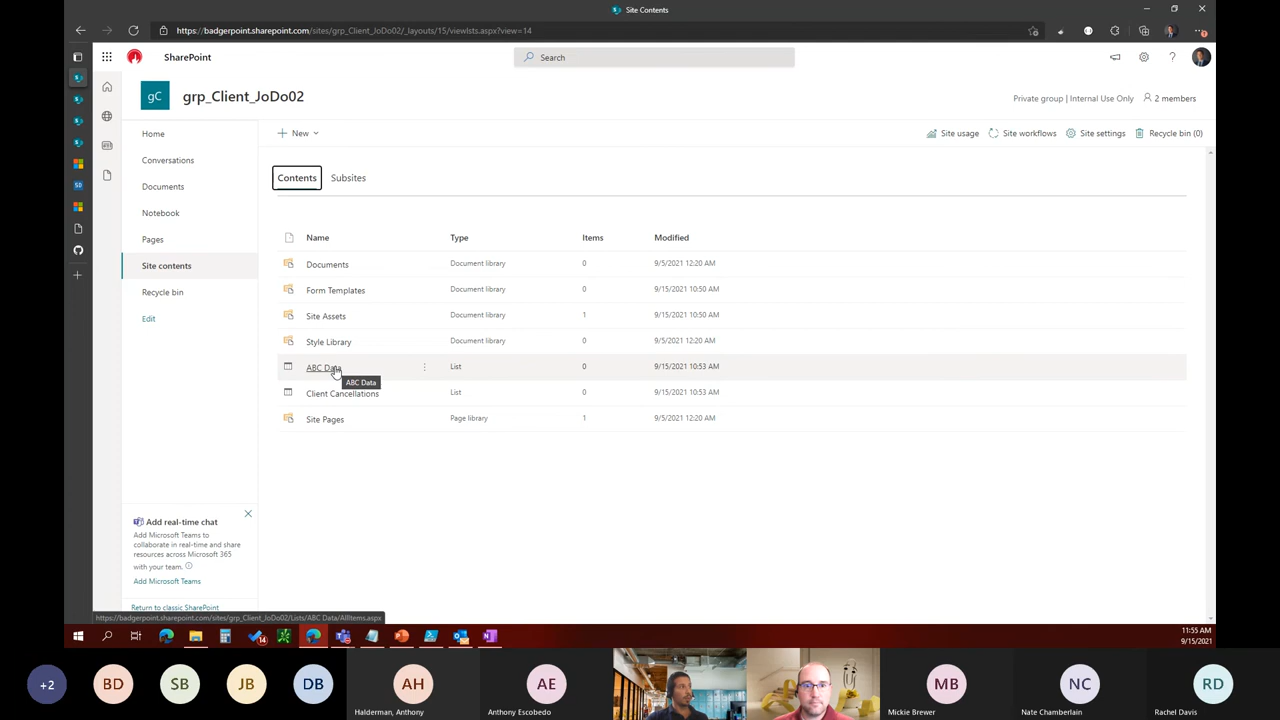 Site Contents
https://badgerpoint.sharepoint.com/sites/grp_Client_JoDo02/_layouts/15/viewlsts.aspx?view=14
SharePoint
Search
gC
grp_Client_JoDo02
Private group | Internal Use Only
2 members
Home
Conversations
Documents
Notebook
Pages
Site contents
Recycle bin
Edit
New
Site usage
Site workflows
Site settings
Recycle bin (0)
Contents
Subsites
Name Type Items Modified
Documents Document library 0 9/5/2021 12:20 AM
Form Templates Document library 0 9/15/2021 10:50 AM
Site Assets Document library 1 9/15/2021 10:50 AM
Style Library Document library 0 9/5/2021 12:20 AM
ABC Data List 0 9/15/2021 10:53 AM
ABC Data
Client Cancellations List 0 9/15/2021 10:53 AM
Site Pages Page library 1 9/5/2021 12:20 AM
Add real-time chat
Add Microsoft Teams to
collaborate in real-time and share
resources across Microsoft 365
with your team.
Add Microsoft Teams
Return to classic SharePoint
https://badgerpoint.sharepoint.com/sites/grp_Client_JoDo02/Lists/ABC Data/AllItems.aspx
14
11:55 AM
9/15/2021
+2
BD
SB
JB
DB
AH
Halderman, Anthony
AE
Anthony Escobedo
MB
Mickie Brewer
NC
Nate Chamberlain
RD
Rachel Davis